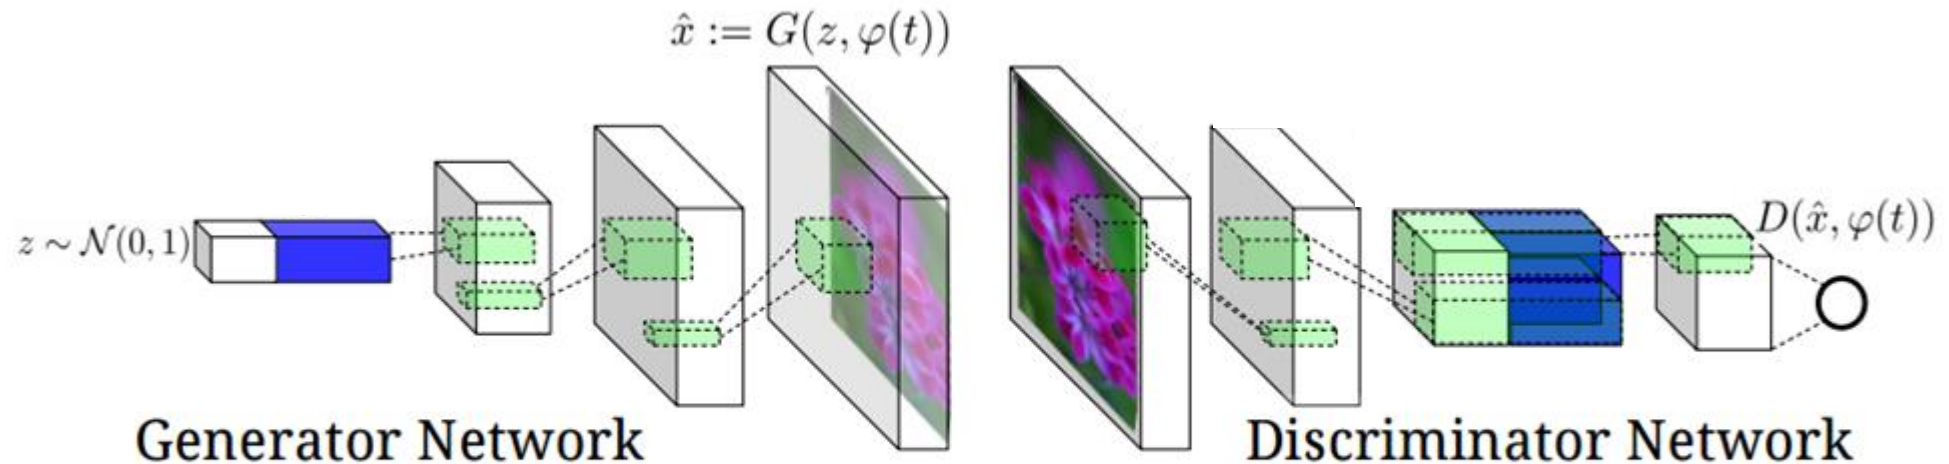 x̂ := G(z, φ(t))
z ∼ 𝒩(0, 1)
D(x̂, φ(t))
Generator Network
Discriminator Network